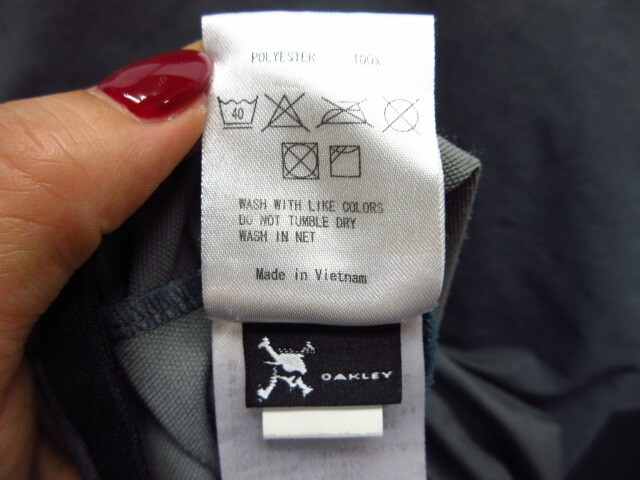 POLYESTER 100%
40
WASH WITH LIKE COLORS
DO NOT TUMBLE DRY
WASH IN NET
Made in Vietnam
OAKLEY